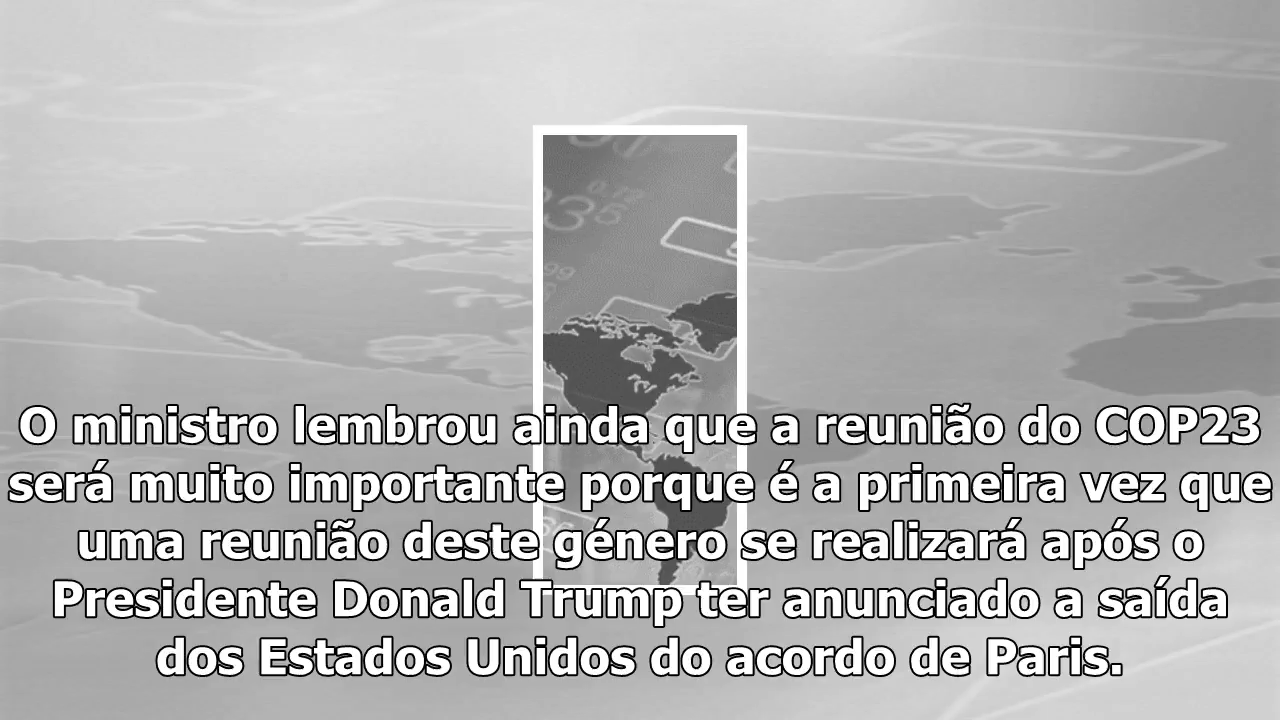 50
O ministro lembrou ainda que a reunião do COP23
será muito importante porque é a primeira vez que
uma reunião deste género se realizará após o
Presidente Donald Trump ter anunciado a saída
dos Estados Unidos do acordo de Paris.